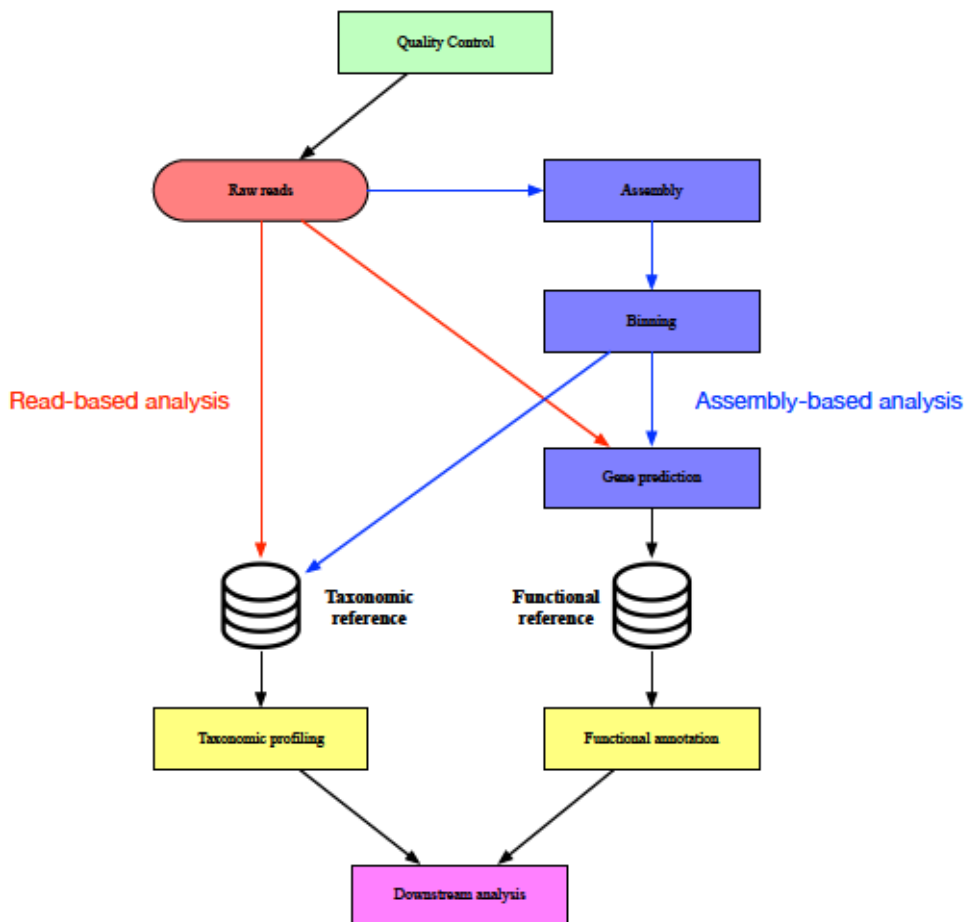 Quality Control
Raw reads
Assembly
Binning
Read-based analysis
Assembly-based analysis
Gene prediction
Taxonomic
reference
Functional
reference
Taxonomic profiling
Functional annotation
Downstream analysis